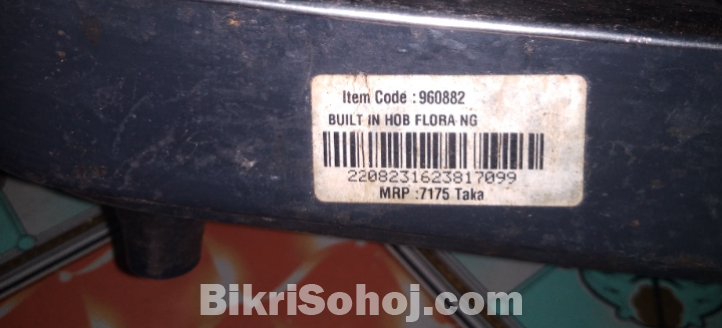 Item Code : 960882
BUILT IN HOB FLORA NG
2208231623817099
MRP :7175 Taka
BikriSohoj.com